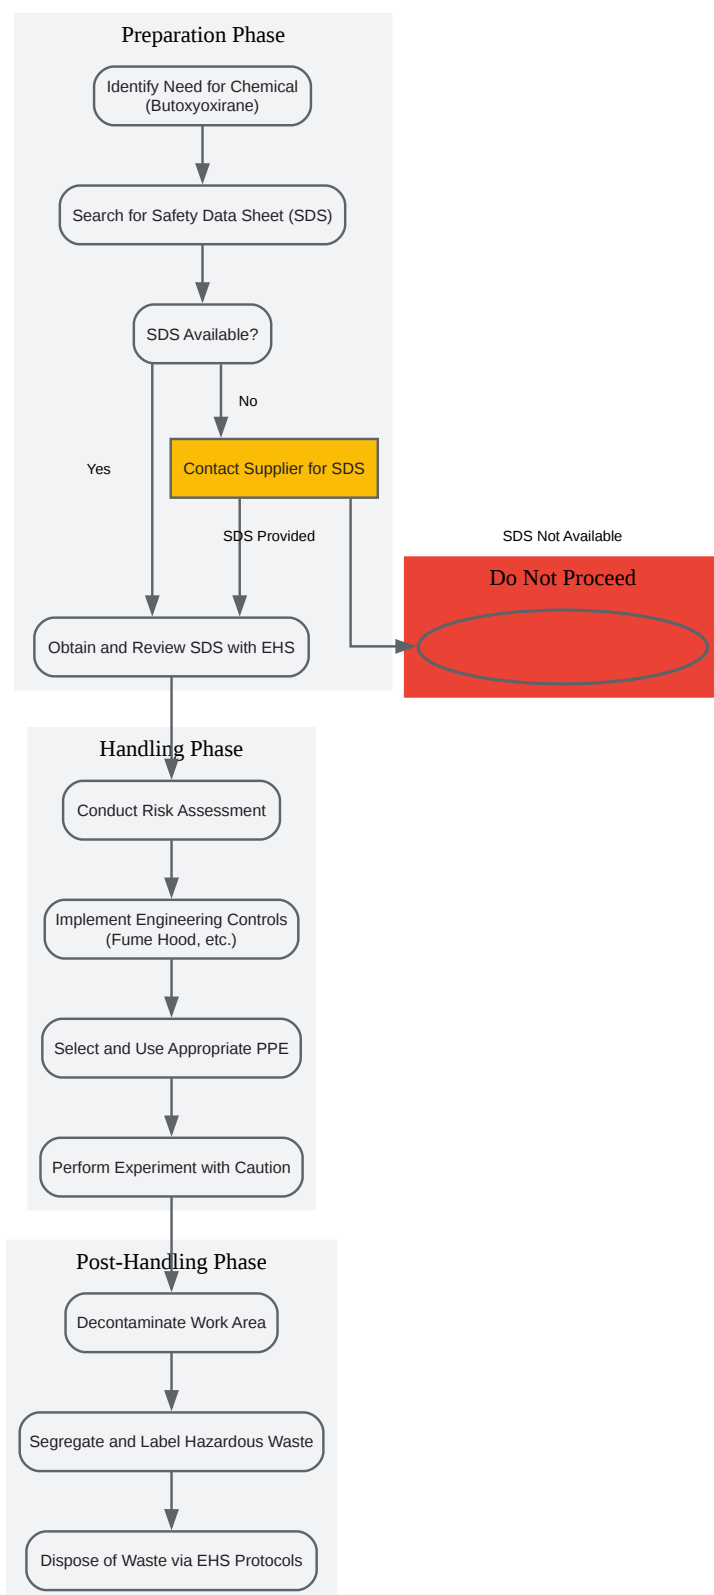 Preparation Phase
Identify Need for Chemical
(Butoxyoxirane)
Search for Safety Data Sheet (SDS)
SDS Available?
No
Yes
Contact Supplier for SDS
SDS Provided
SDS Not Available
Do Not Proceed
Obtain and Review SDS with EHS
Handling Phase
Conduct Risk Assessment
Implement Engineering Controls
(Fume Hood, etc.)
Select and Use Appropriate PPE
Perform Experiment with Caution
Post-Handling Phase
Decontaminate Work Area
Segregate and Label Hazardous Waste
Dispose of Waste via EHS Protocols